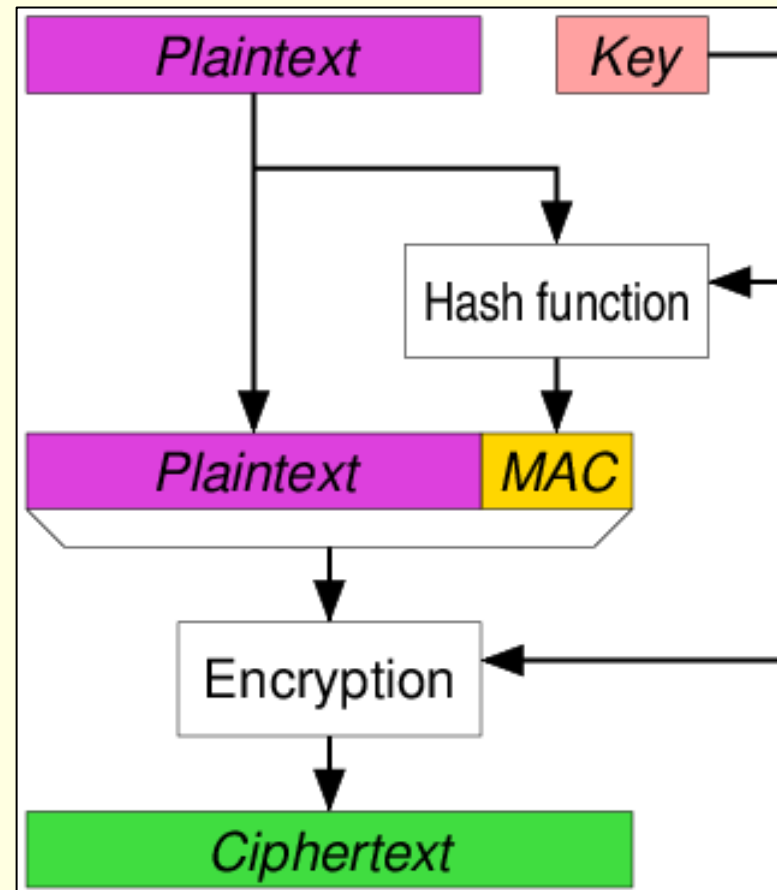 Plaintext
Key
Hash function
Plaintext
MAC
Encryption
Ciphertext